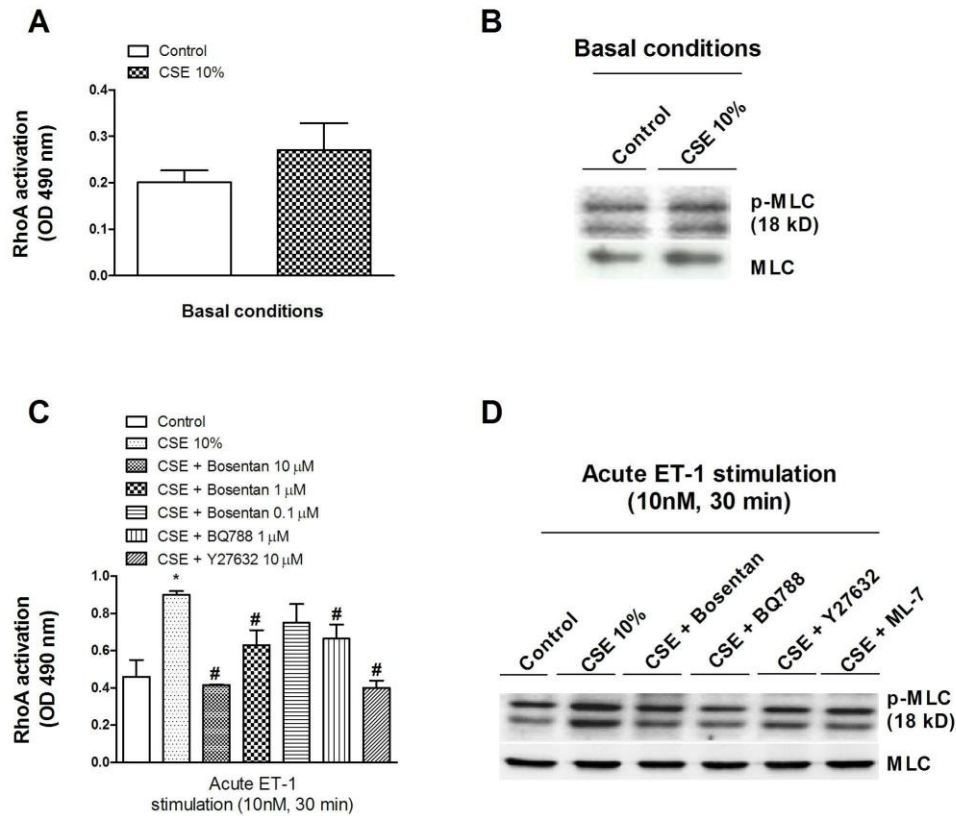 A
Control
CSE 10%
RhoA activation
(OD 490 nm)
0.4
0.3
0.2
0.1
0.0
Basal conditions
B
Basal conditions
Control
CSE 10%
p-MLC
(18 kD)
MLC
C
Control
CSE 10%
CSE + Bosentan 10 μM
CSE + Bosentan 1 μM
CSE + Bosentan 0.1 μM
CSE + BQ788 1 μM
CSE + Y27632 10 μM
RhoA activation
(OD 490 nm)
1.0
0.8
0.6
0.4
0.2
0.0
*
#
#
#
#
Acute ET-1
stimulation (10nM, 30 min)
D
Acute ET-1 stimulation
(10nM, 30 min)
Control
CSE 10%
CSE + Bosentan
CSE + BQ788
CSE + Y27632
CSE + ML-7
p-MLC
(18 kD)
MLC